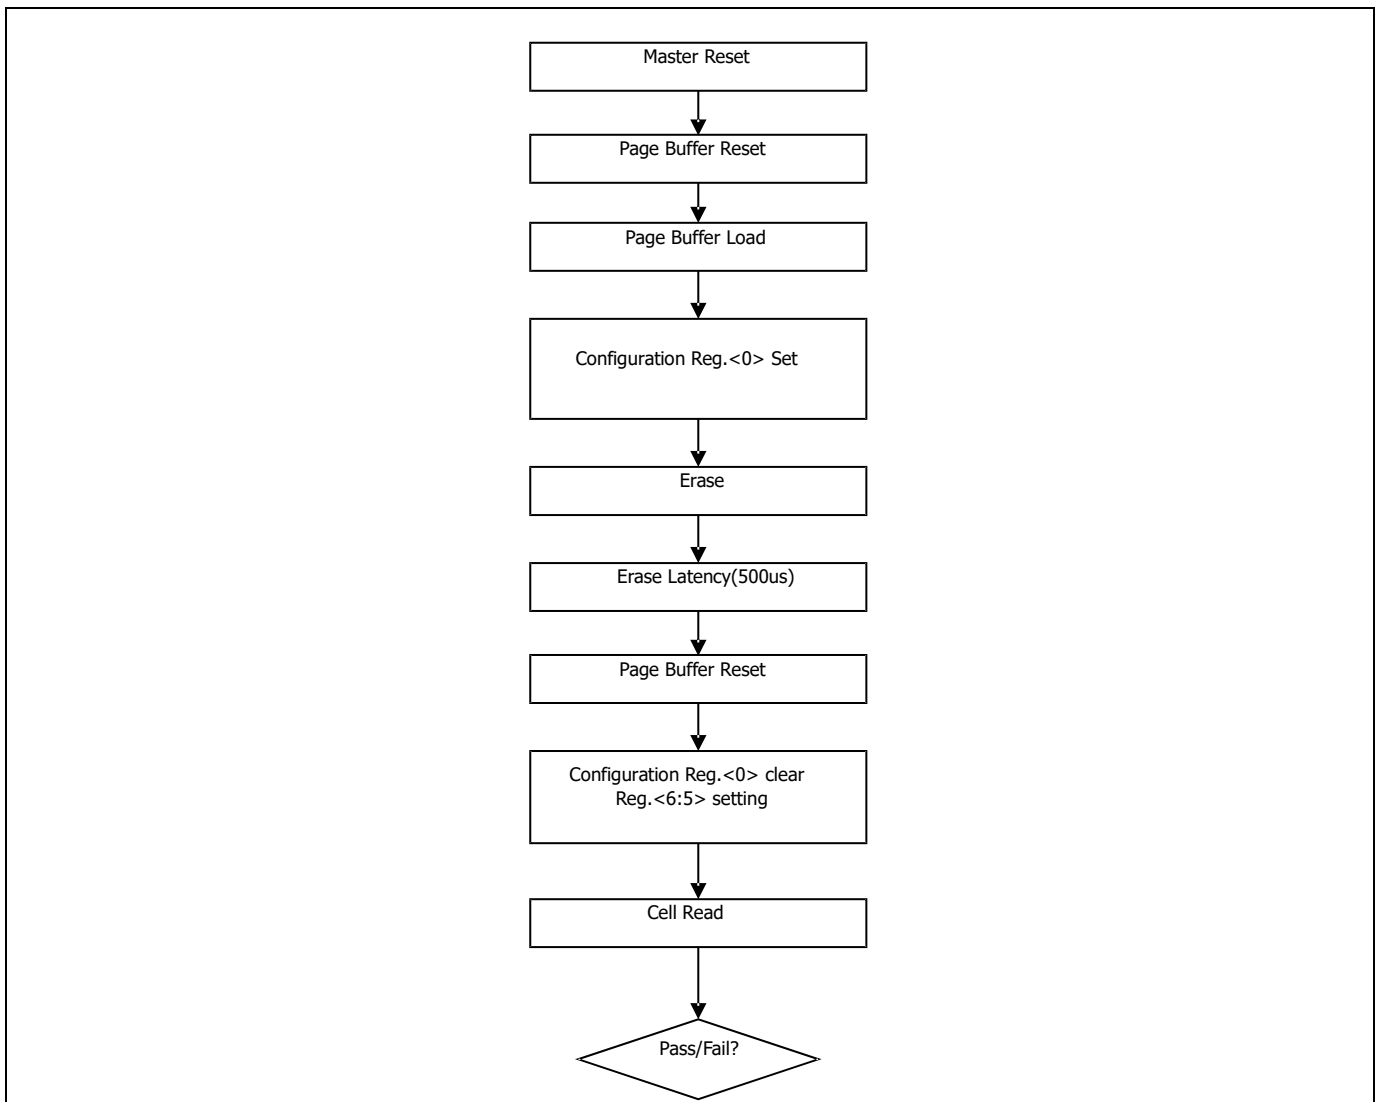 Master Reset
Page Buffer Reset
Page Buffer Load
Configuration Reg.<0> Set
Erase
Erase Latency(500us)
Page Buffer Reset
Configuration Reg.<0> clear
Reg.<6:5> setting
Cell Read
Pass/Fail?